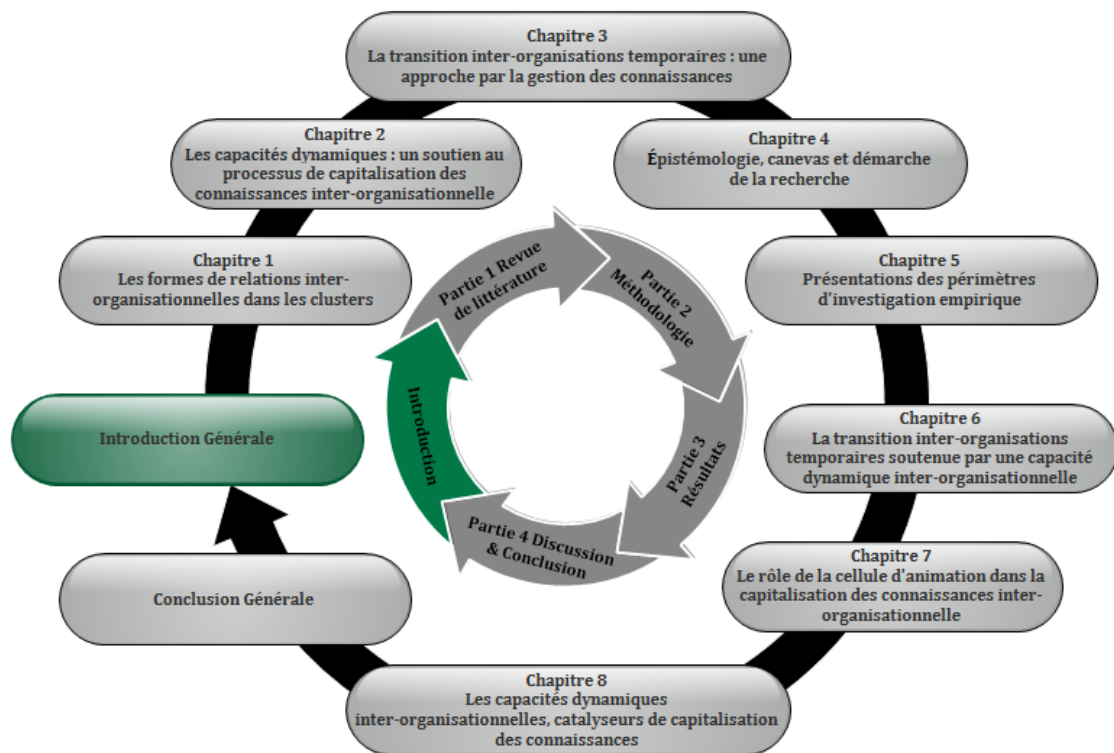 Chapitre 3
La transition inter-organisations temporaires : une
approche par la gestion des connaissances
Chapitre 2
Les capacités dynamiques : un soutien au
processus de capitalisation des
connaissances inter-organisationnelle
Chapitre 4
Épistémologie, canevas et démarche
de la recherche
Chapitre 1
Les formes de relations inter-
organisationnelles dans les clusters
Chapitre 5
Présentations des périmètres
d'investigation empirique
Partie 1 Revue
de littérature
Partie 2
Méthodologie
Introduction
Partie 3
Résultats
Partie 4 Discussion
& Conclusion
Introduction Générale
Chapitre 6
La transition inter-organisations
temporaires soutenue par une capacité
dynamique inter-organisationnelle
Chapitre 7
Le rôle de la cellule d'animation dans la
capitalisation des connaissances inter-
organisationnelle
Conclusion Générale
Chapitre 8
Les capacités dynamiques
inter-organisationnelles, catalyseurs de capitalisation
des connaissances